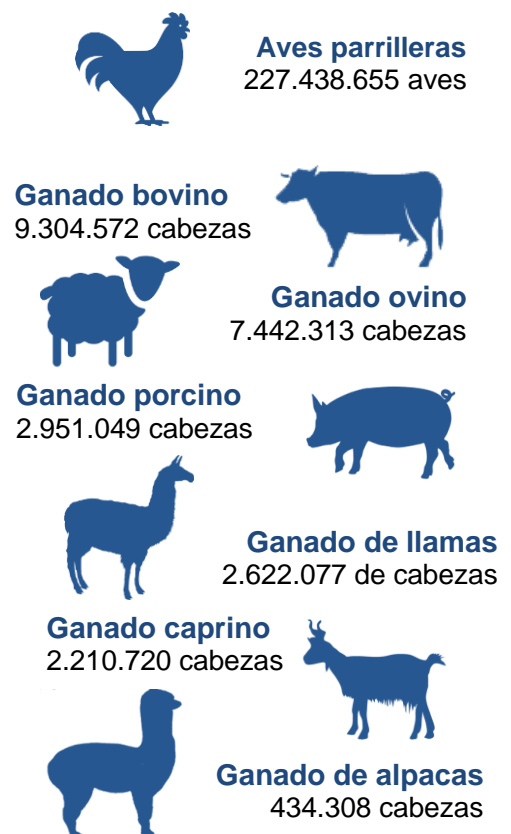 Aves parrilleras
227.438.655 aves
Ganado bovino
9.304.572 cabezas
Ganado ovino
7.442.313 cabezas
Ganado porcino
2.951.049 cabezas
Ganado de llamas
2.622.077 de cabezas
Ganado caprino
2.210.720 cabezas
Ganado de alpacas
434.308 cabezas